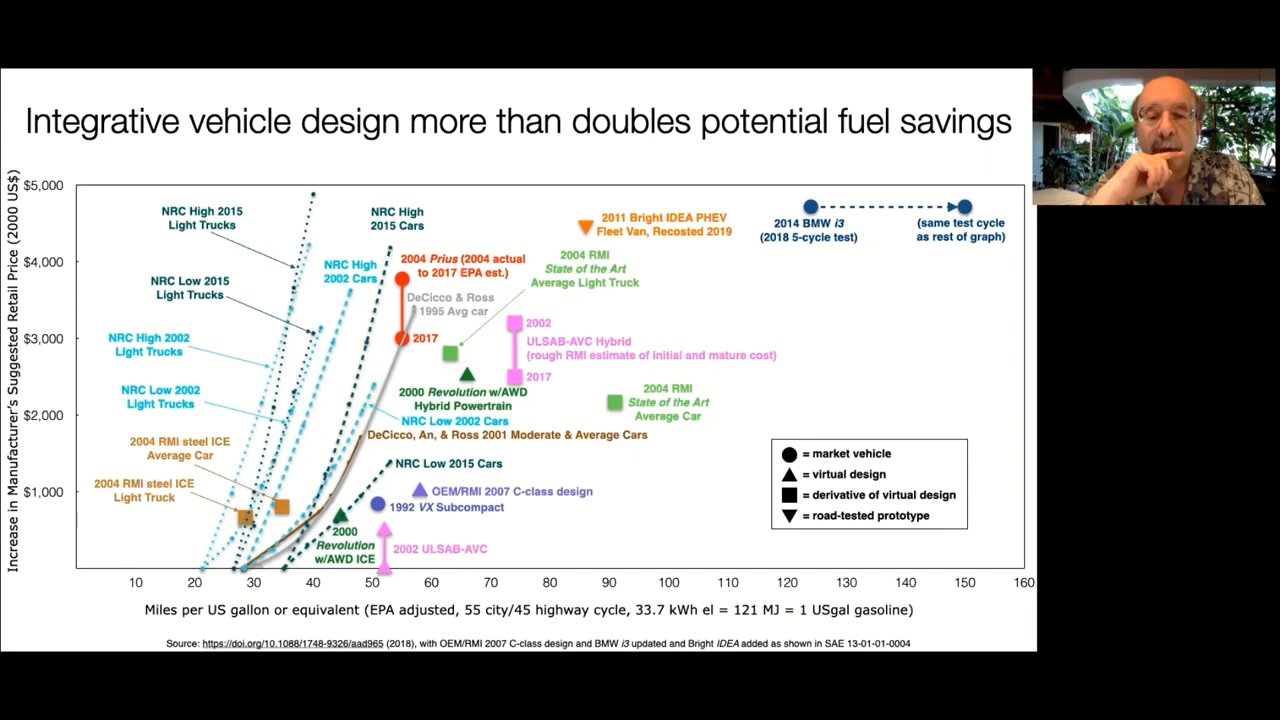 Integrative vehicle design more than doubles potential fuel savings
Increase in Manufacturer's Suggested Retail Price (2000 US$)
$5,000
$4,000
$3,000
$2,000
$1,000
NRC High 2015
Light Trucks
NRC Low 2015
Light Trucks
NRC High 2002
Light Trucks
NRC Low 2002
Light Trucks
2004 RMI steel ICE
Average Car
2004 RMI steel ICE
Light Truck
NRC High
2015 Cars
NRC High
2002 Cars
2004 Prius (2004 actual
to 2017 EPA est.)
DeCicco & Ross
1995 Avg car
2017
2011 Bright IDEA PHEV
Fleet Van, Recosted 2019
2004 RMI
State of the Art
Average Light Truck
2014 BMW i3
(2018 5-cycle test)
(same test cycle
as rest of graph)
2002
ULSAB-AVC Hybrid
(rough RMI estimate of initial and mature cost)
2017
2000 Revolution w/AWD
Hybrid Powertrain
2004 RMI
State of the Art
Average Car
NRC Low 2002 Cars
DeCicco, An, & Ross 2001 Moderate & Average Cars
NRC Low 2015 Cars
OEM/RMI 2007 C-class design
1992 VX Subcompact
2000
Revolution
w/AWD ICE
2002 ULSAB-AVC
= market vehicle
= virtual design
= derivative of virtual design
= road-tested prototype
10 20 30 40 50 60 70 80 90 100 110 120 130 140 150 160
Miles per US gallon or equivalent (EPA adjusted, 55 city/45 highway cycle, 33.7 kWh el = 121 MJ = 1 USgal gasoline)
Source: https://doi.org/10.1088/1748-9326/aad965 (2018), with OEM/RMI 2007 C-class design and BMW i3 updated and Bright IDEA added as shown in SAE 13-01-01-0004